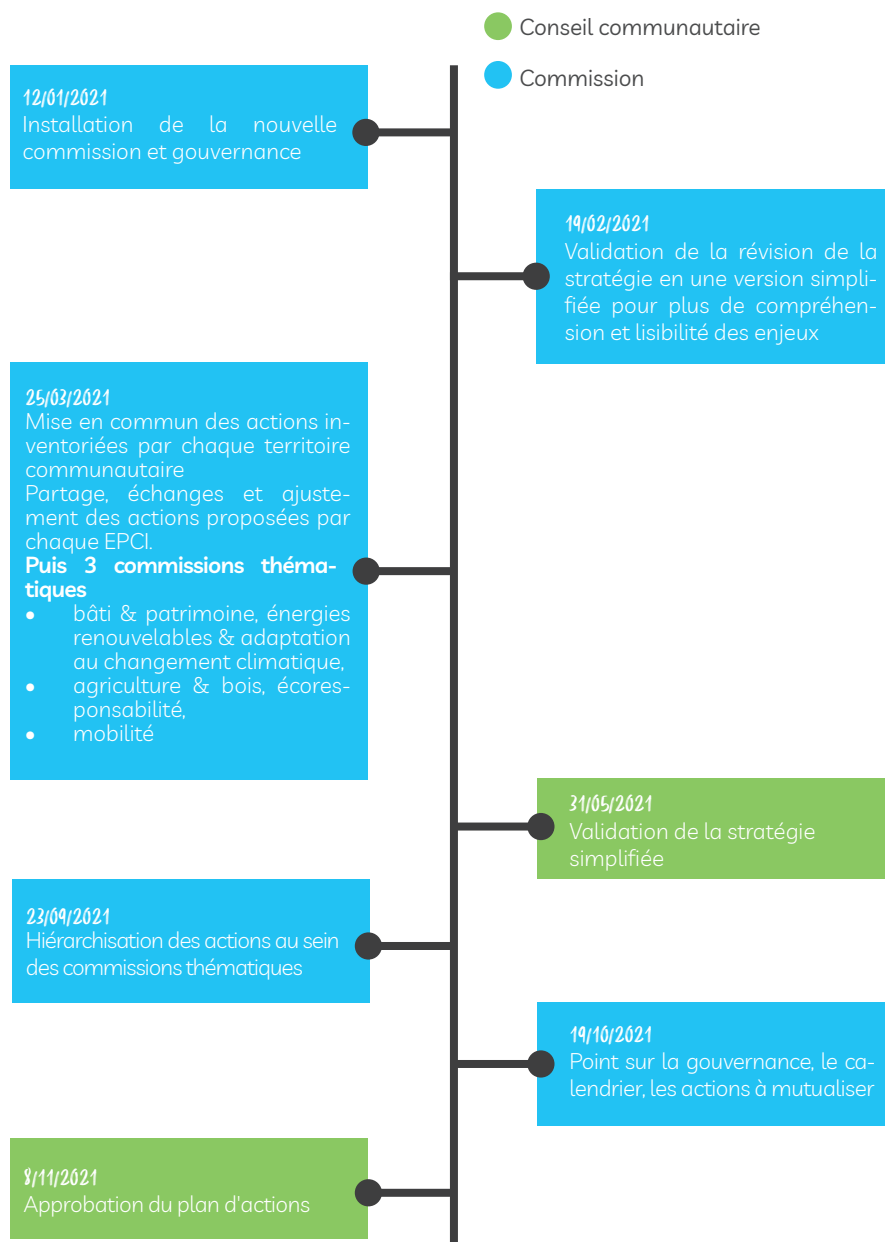 Conseil communautaire
Commission
12/01/2021
Installation de la nouvelle
commission et gouvernance
19/02/2021
Validation de la révision de la
stratégie en une version simpli-
fiée pour plus de compréhen-
sion et lisibilité des enjeux
25/03/2021
Mise en commun des actions in-
ventoriées par chaque territoire
communautaire
Partage, échanges et ajuste-
ment des actions proposées par
chaque EPCI.
Puis 3 commissions théma-
tiques
• bâti & patrimoine, énergies
renouvelables & adaptation
au changement climatique,
• agriculture & bois, écores-
ponsabilité,
• mobilité
31/05/2021
Validation de la stratégie
simplifiée
23/09/2021
Hiérarchisation des actions au sein
des commissions thématiques
19/10/2021
Point sur la gouvernance, le ca-
lendrier, les actions à mutualiser
8/11/2021
Approbation du plan d'actions